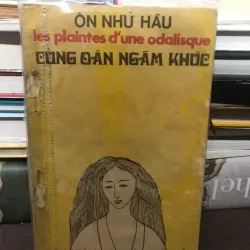 ÔN NHƯ HẦU
les plaintes d'une odalisque
CUNG OÁN NGÂM KHÚC